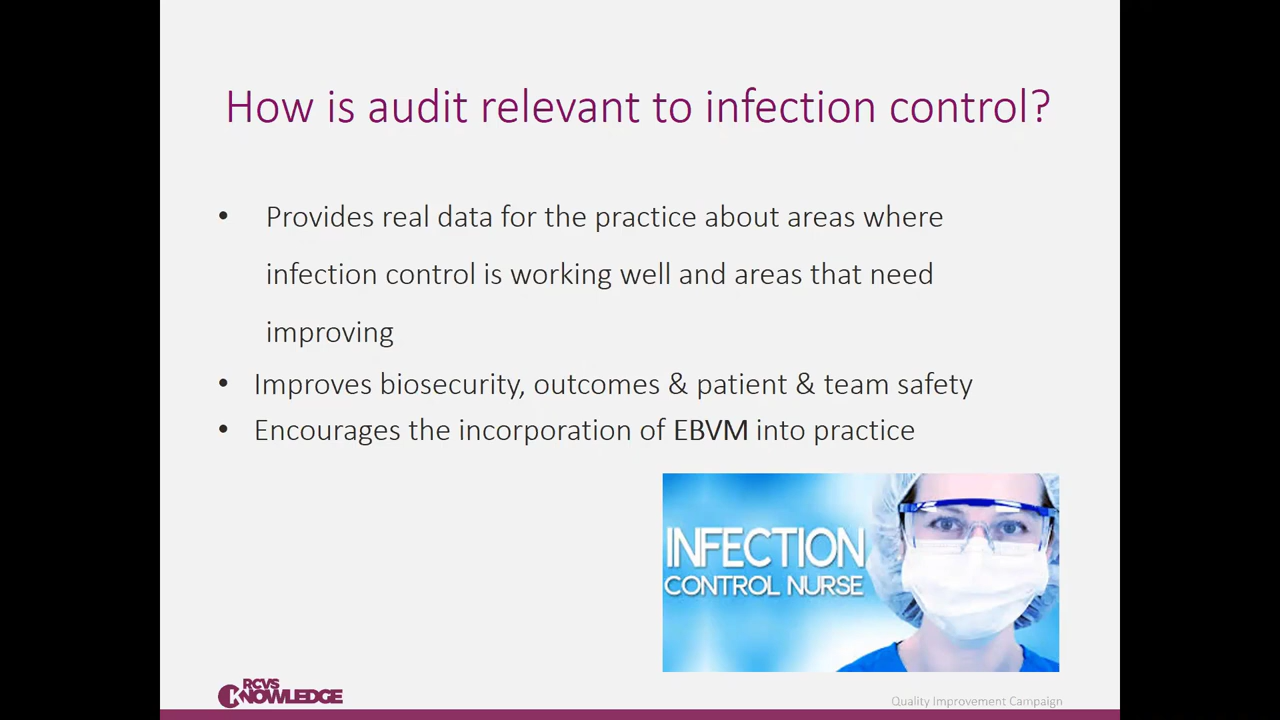 How is audit relevant to infection control?
• Provides real data for the practice about areas where
infection control is working well and areas that need
improving
• Improves biosecurity, outcomes & patient & team safety
• Encourages the incorporation of EBVM into practice
INFECTION
CONTROL NURSE
RCVS
KNOWLEDGE
Quality Improvement Campaign